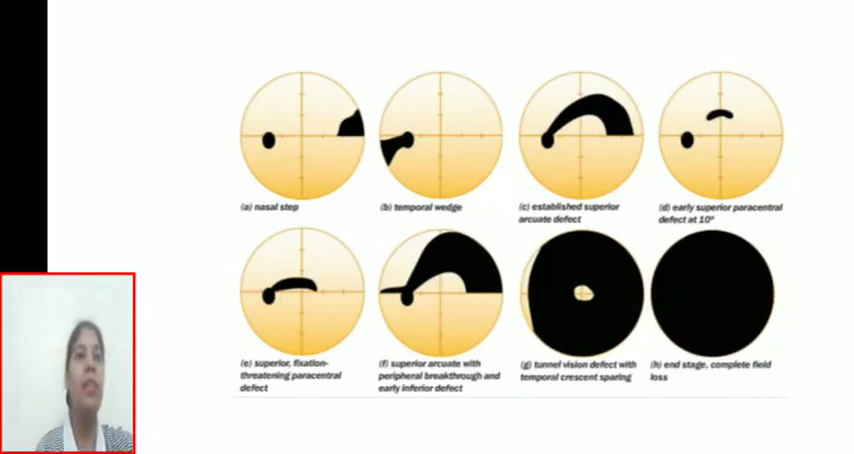 (a) nasal step
(b) temporal wedge
(c) established superior
arcuate defect
(d) early superior paracentral
defect at 10°
(e) superior, fixation-
threatening paracentral
defect
(f) superior arcuate with
peripheral breakthrough and
early inferior defect
(g) tunnel vision defect with
temporal crescent sparing
(h) end stage, complete field
loss